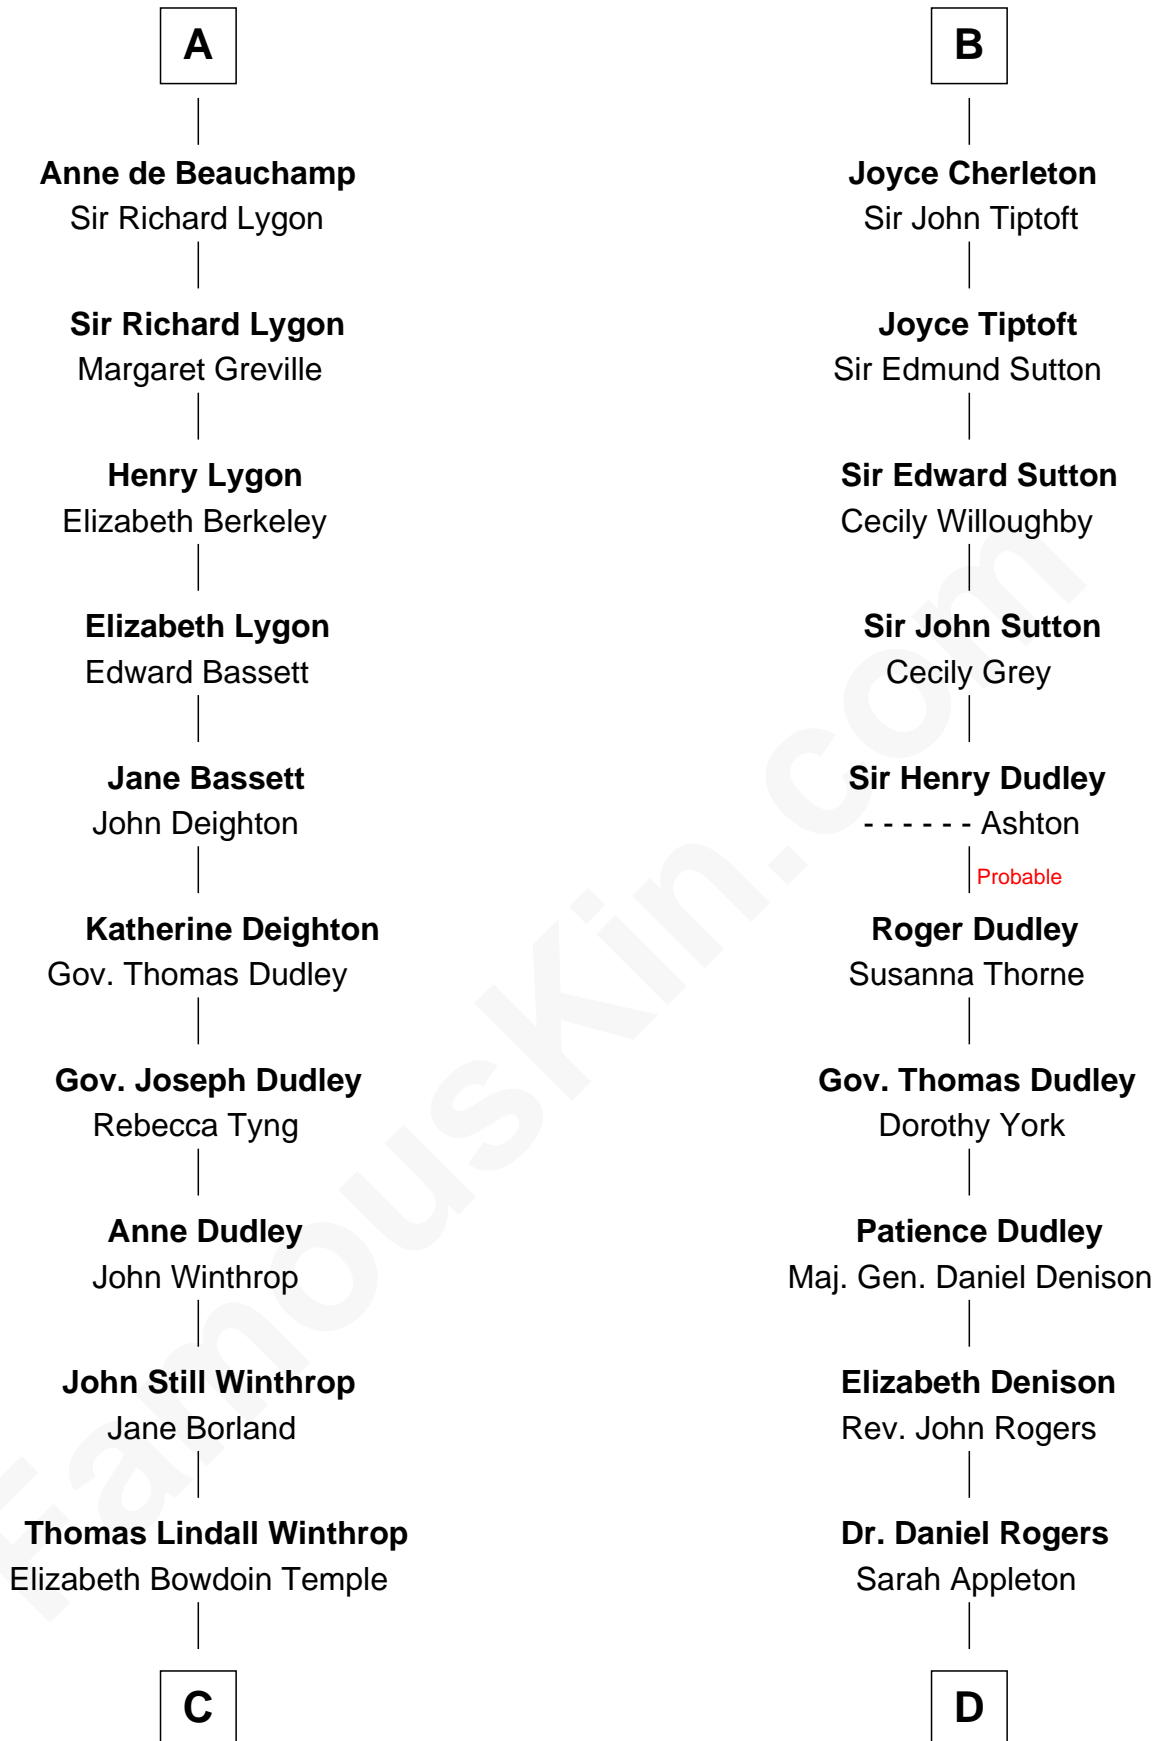 A
Anne de Beauchamp
Sir Richard Lygon
Sir Richard Lygon
Margaret Greville
Henry Lygon
Elizabeth Berkeley
Elizabeth Lygon
Edward Bassett
Jane Bassett
John Deighton
Katherine Deighton
Gov. Thomas Dudley
Gov. Joseph Dudley
Rebecca Tyng
Anne Dudley
John Winthrop
John Still Winthrop
Jane Borland
Thomas Lindall Winthrop
Elizabeth Bowdoin Temple
C
B
Joyce Cherleton
Sir John Tiptoft
Joyce Tiptoft
Sir Edmund Sutton
Sir Edward Sutton
Cecily Willoughby
Sir John Sutton
Cecily Grey
Sir Henry Dudley
- - - - - - Ashton
Probable
Roger Dudley
Susanna Thorne
Gov. Thomas Dudley
Dorothy York
Patience Dudley
Maj. Gen. Daniel Denison
Elizabeth Denison
Rev. John Rogers
Dr. Daniel Rogers
Sarah Appleton
D
FamousKin.com